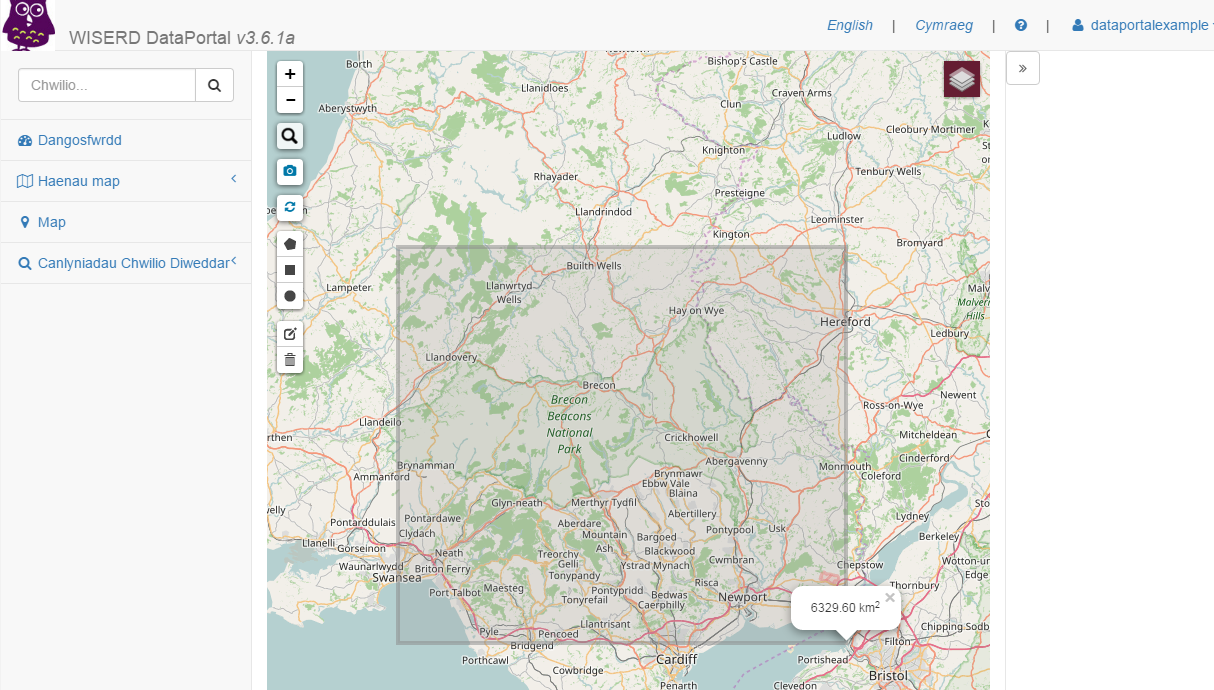 WISERD DataPortal v3.6.1a
English | Cymraeg | ? | dataportalexample
Chwilio...
Dangosfwrdd
Haenau map
Map
Canlyniadau Chwilio Diweddar
+
−
»
Borth
Bishop's Castle
Llanidloes
Craven Arms
Aberystwyth
Clun
Ludlow
Cleobury Mortimer
Knighton
Rhayader
Tenbury Wells
Presteigne
Llandrindod
Leominster
Kington
Bromyard
Builth Wells
Lampeter
Llanwrtyd
Wells
Malvern
Hills
Hay on Wye
Hereford
Ledbury
Llandovery
Brecon
Brecon
Beacons
National
Park
Newent
Ross-on-Wye
Llandeilo
Crickhowell
Mitcheldean
Cinderford
Brynamman
Abergavenny
Monmouth
Coleford
Ammanford
Brynmawr
Ebbw Vale
Blaina
Glyn-neath
Merthyr Tydfil
Abertillery
Lydney
Pontarddulais
Pontardawe
Clydach
Aberdare
Mountain
Ash
Bargoed
Pontypool
Usk
Berkeley
Llanelli
Gorseinon
Neath
Treorchy
Gelli
Blackwood
Waunarlwydd
Briton Ferry
Tonypandy
Ystrad Mynach
Cwmbran
Chepstow
Wotton-un
Edge
Swansea
Port Talbot
Maesteg
Pontypridd
Tonyrefail
Bedwas
Caerphilly
Risca
Newport
Thornbury
6329.60 km²
×
Llantrisant
Pyle
Pencoed
Bridgend
Chipping Sodb
Filton
Porthcawl
Cowbridge
Cardiff
Portishead
Bristol
Penarth
Clevedon